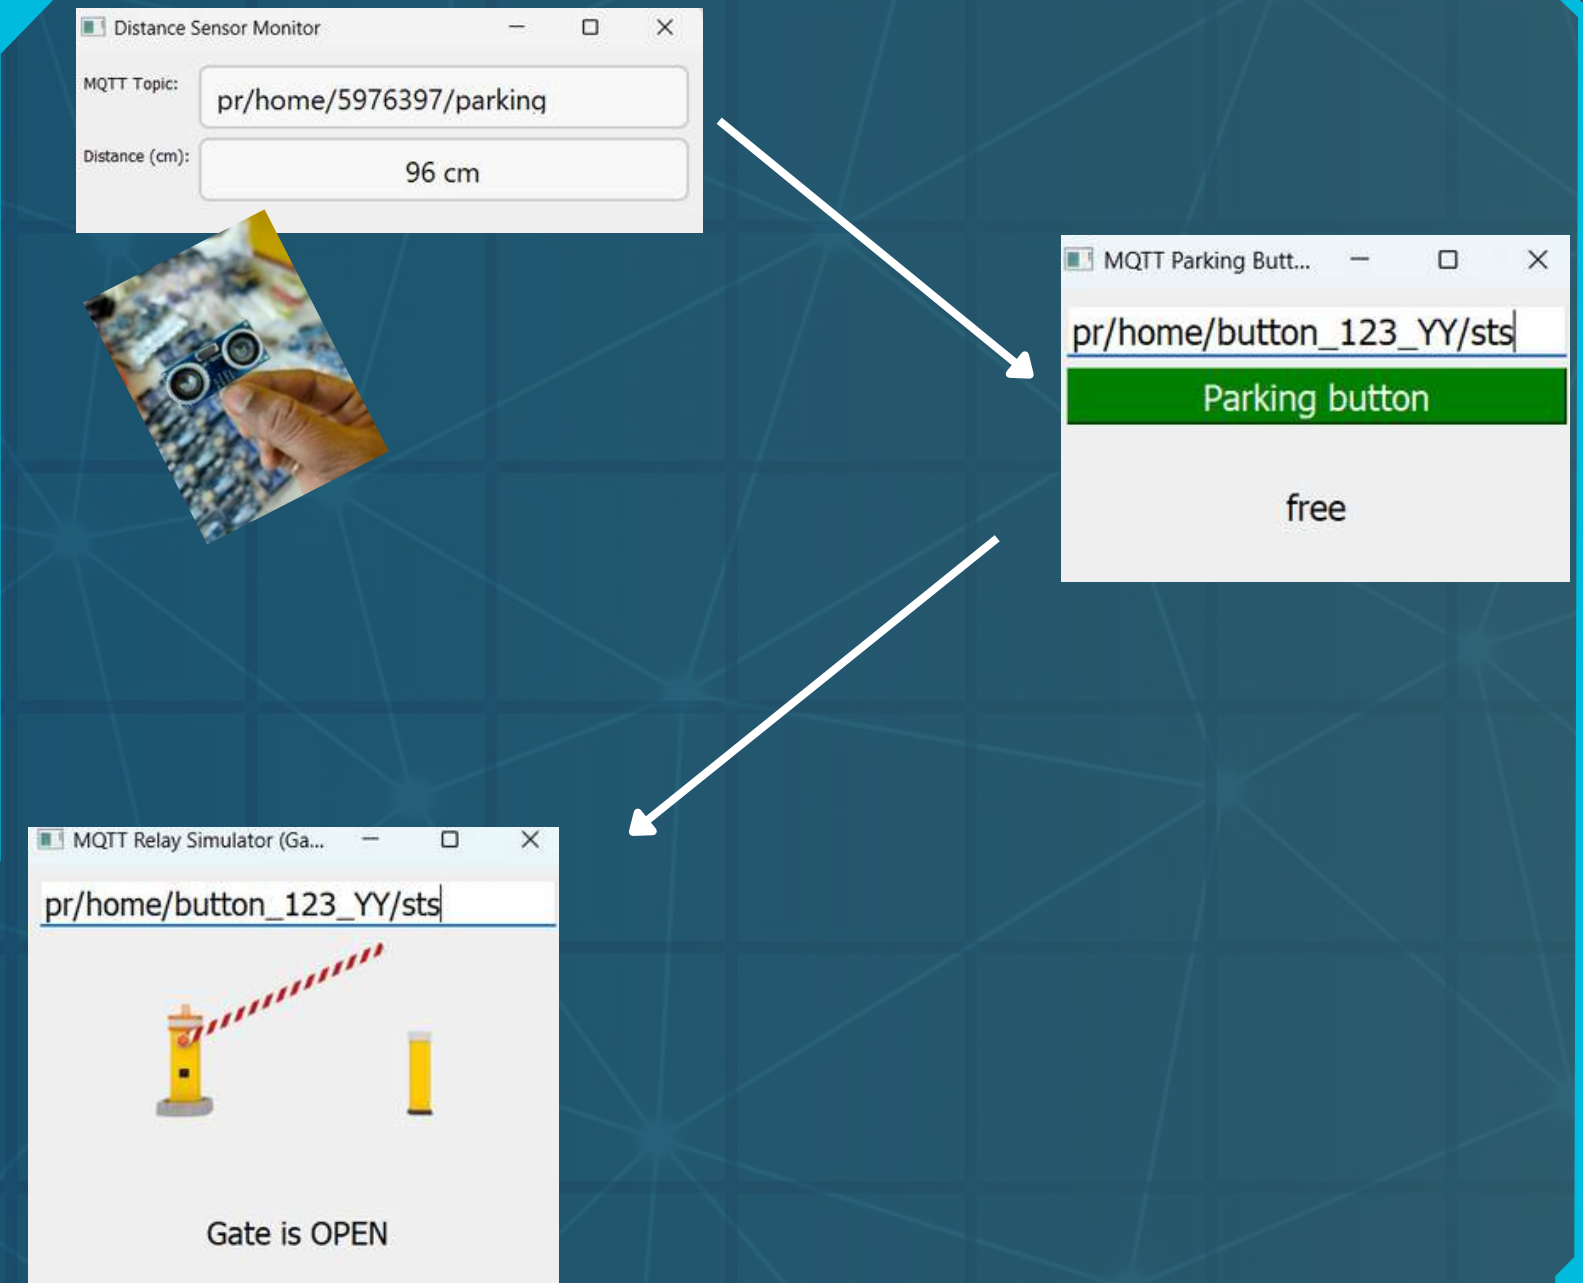 Distance Sensor Monitor
MQTT Topic:
pr/home/5976397/parking
Distance (cm):
96 cm
MQTT Parking Butt...
pr/home/button_123_YY/sts
Parking button
free
MQTT Relay Simulator (Ga...
pr/home/button_123_YY/sts
Gate is OPEN